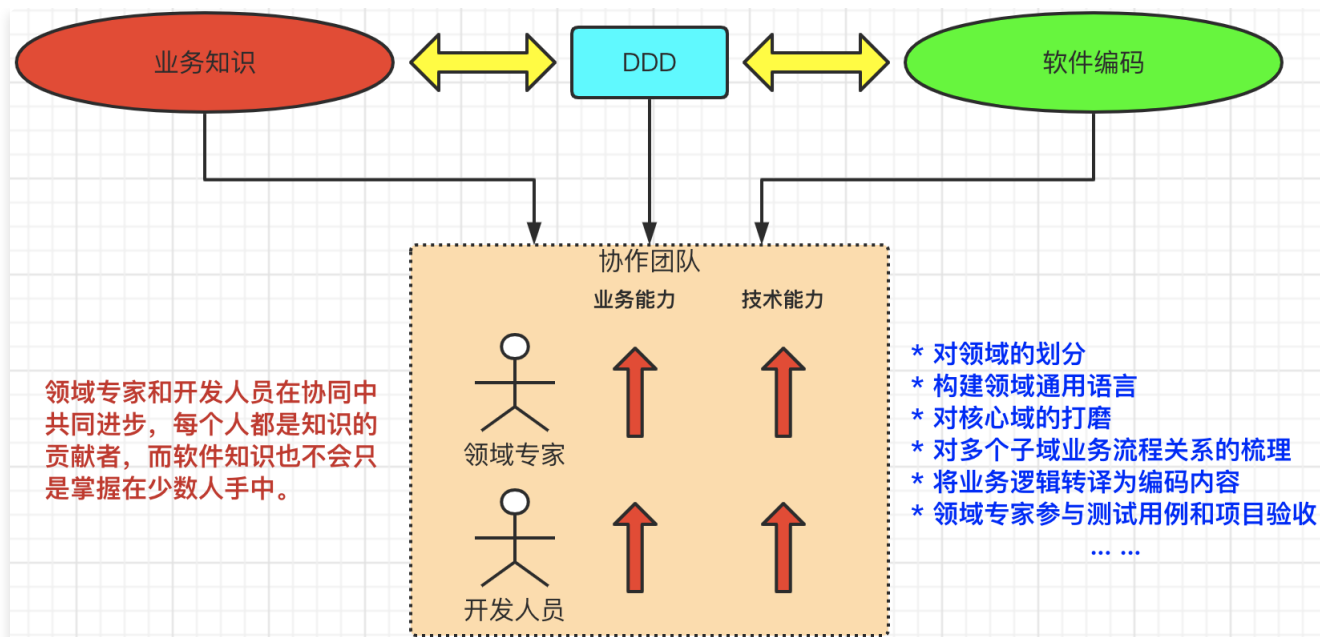 业务知识
DDD
软件编码
协作团队
业务能力
技术能力
领域专家
开发人员
领域专家和开发人员在协同中
共同进步，每个人都是知识的
贡献者，而软件知识也不会只
是掌握在少数人手中。
* 对领域的划分
* 构建领域通用语言
* 对核心域的打磨
* 对多个子域业务流程关系的梳理
* 将业务逻辑转译为编码内容
* 领域专家参与测试用例和项目验收
... ...